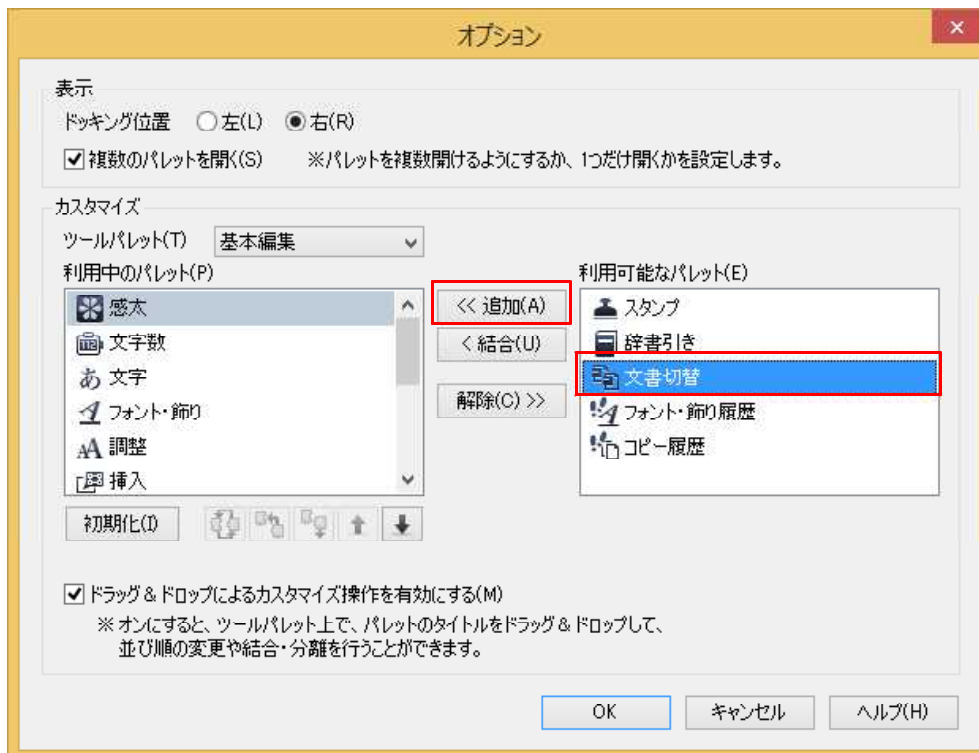 オプション
表示
ドッキング位置 左(L) 右(R)
複数のパレットを開く(S) ※パレットを複数開けるようにするか、1つだけ開くかを設定します。
カスタマイズ
ツールパレット(T) 基本編集
利用中のパレット(P)
感太
文字数
文字
フォント・飾り
調整
挿入
<< 追加(A)
< 結合(U)
解除(C) >>
利用可能なパレット(E)
スタンプ
辞書引き
文書切替
フォント・飾り履歴
コピー履歴
初期化(I)
ドラッグ&ドロップによるカスタマイズ操作を有効にする(M)
※ オンにすると、ツールパレット上で、パレットのタイトルをドラッグ&ドロップして、
並び順の変更や結合・分離を行うことができます。
OK キャンセル ヘルプ(H)